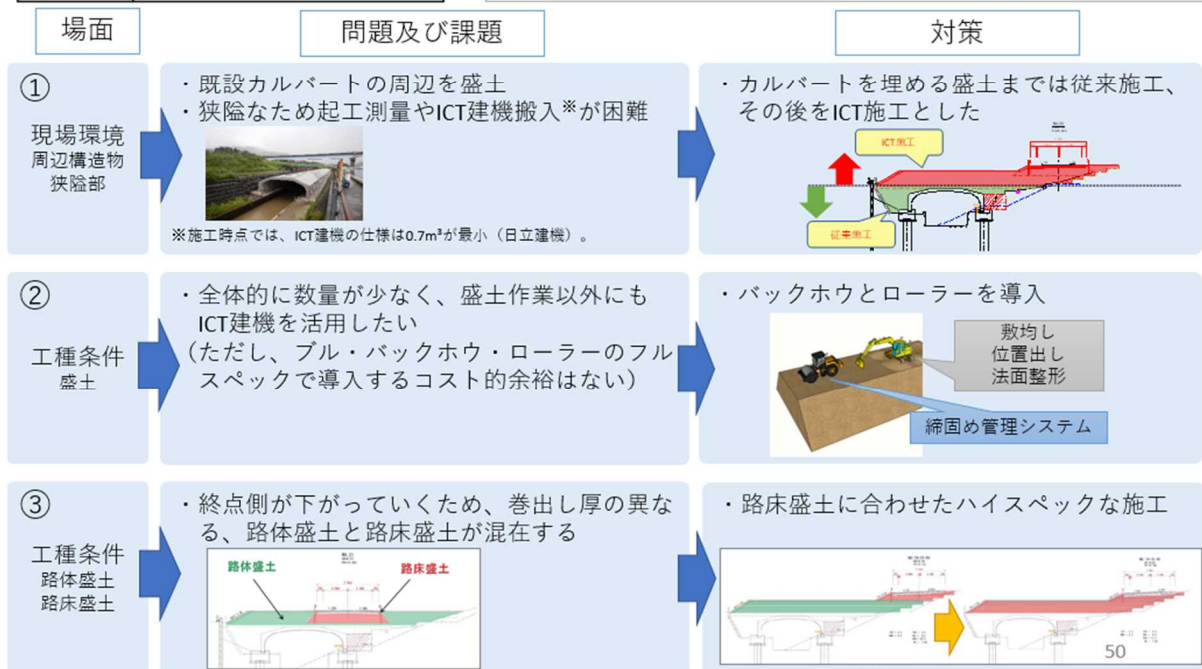 場面
問題及び課題
対策
①
現場環境
周辺構造物
狭隘部
・既設カルバートの周辺を盛土
・狭隘なため起工測量やICT建機搬入※が困難
※施工時点では、ICT建機の仕様は0.7m³が最小（日立建機）。
・カルバートを埋める盛土までは従来施工、
その後をICT施工とした
ICT施工
従来施工
②
工種条件
盛土
・全体的に数量が少なく、盛土作業以外にも
ICT建機を活用したい
（ただし、ブル・バックホウ・ローラーのフル
スペックで導入するコスト的余裕はない）
・バックホウとローラーを導入
敷均し
位置出し
法面整形
締固め管理システム
③
工種条件
路体盛土
路床盛土
・終点側が下がっていくため、巻出し厚の異な
る、路体盛土と路床盛土が混在する
路体盛土
路床盛土
・路床盛土に合わせたハイスペックな施工
50